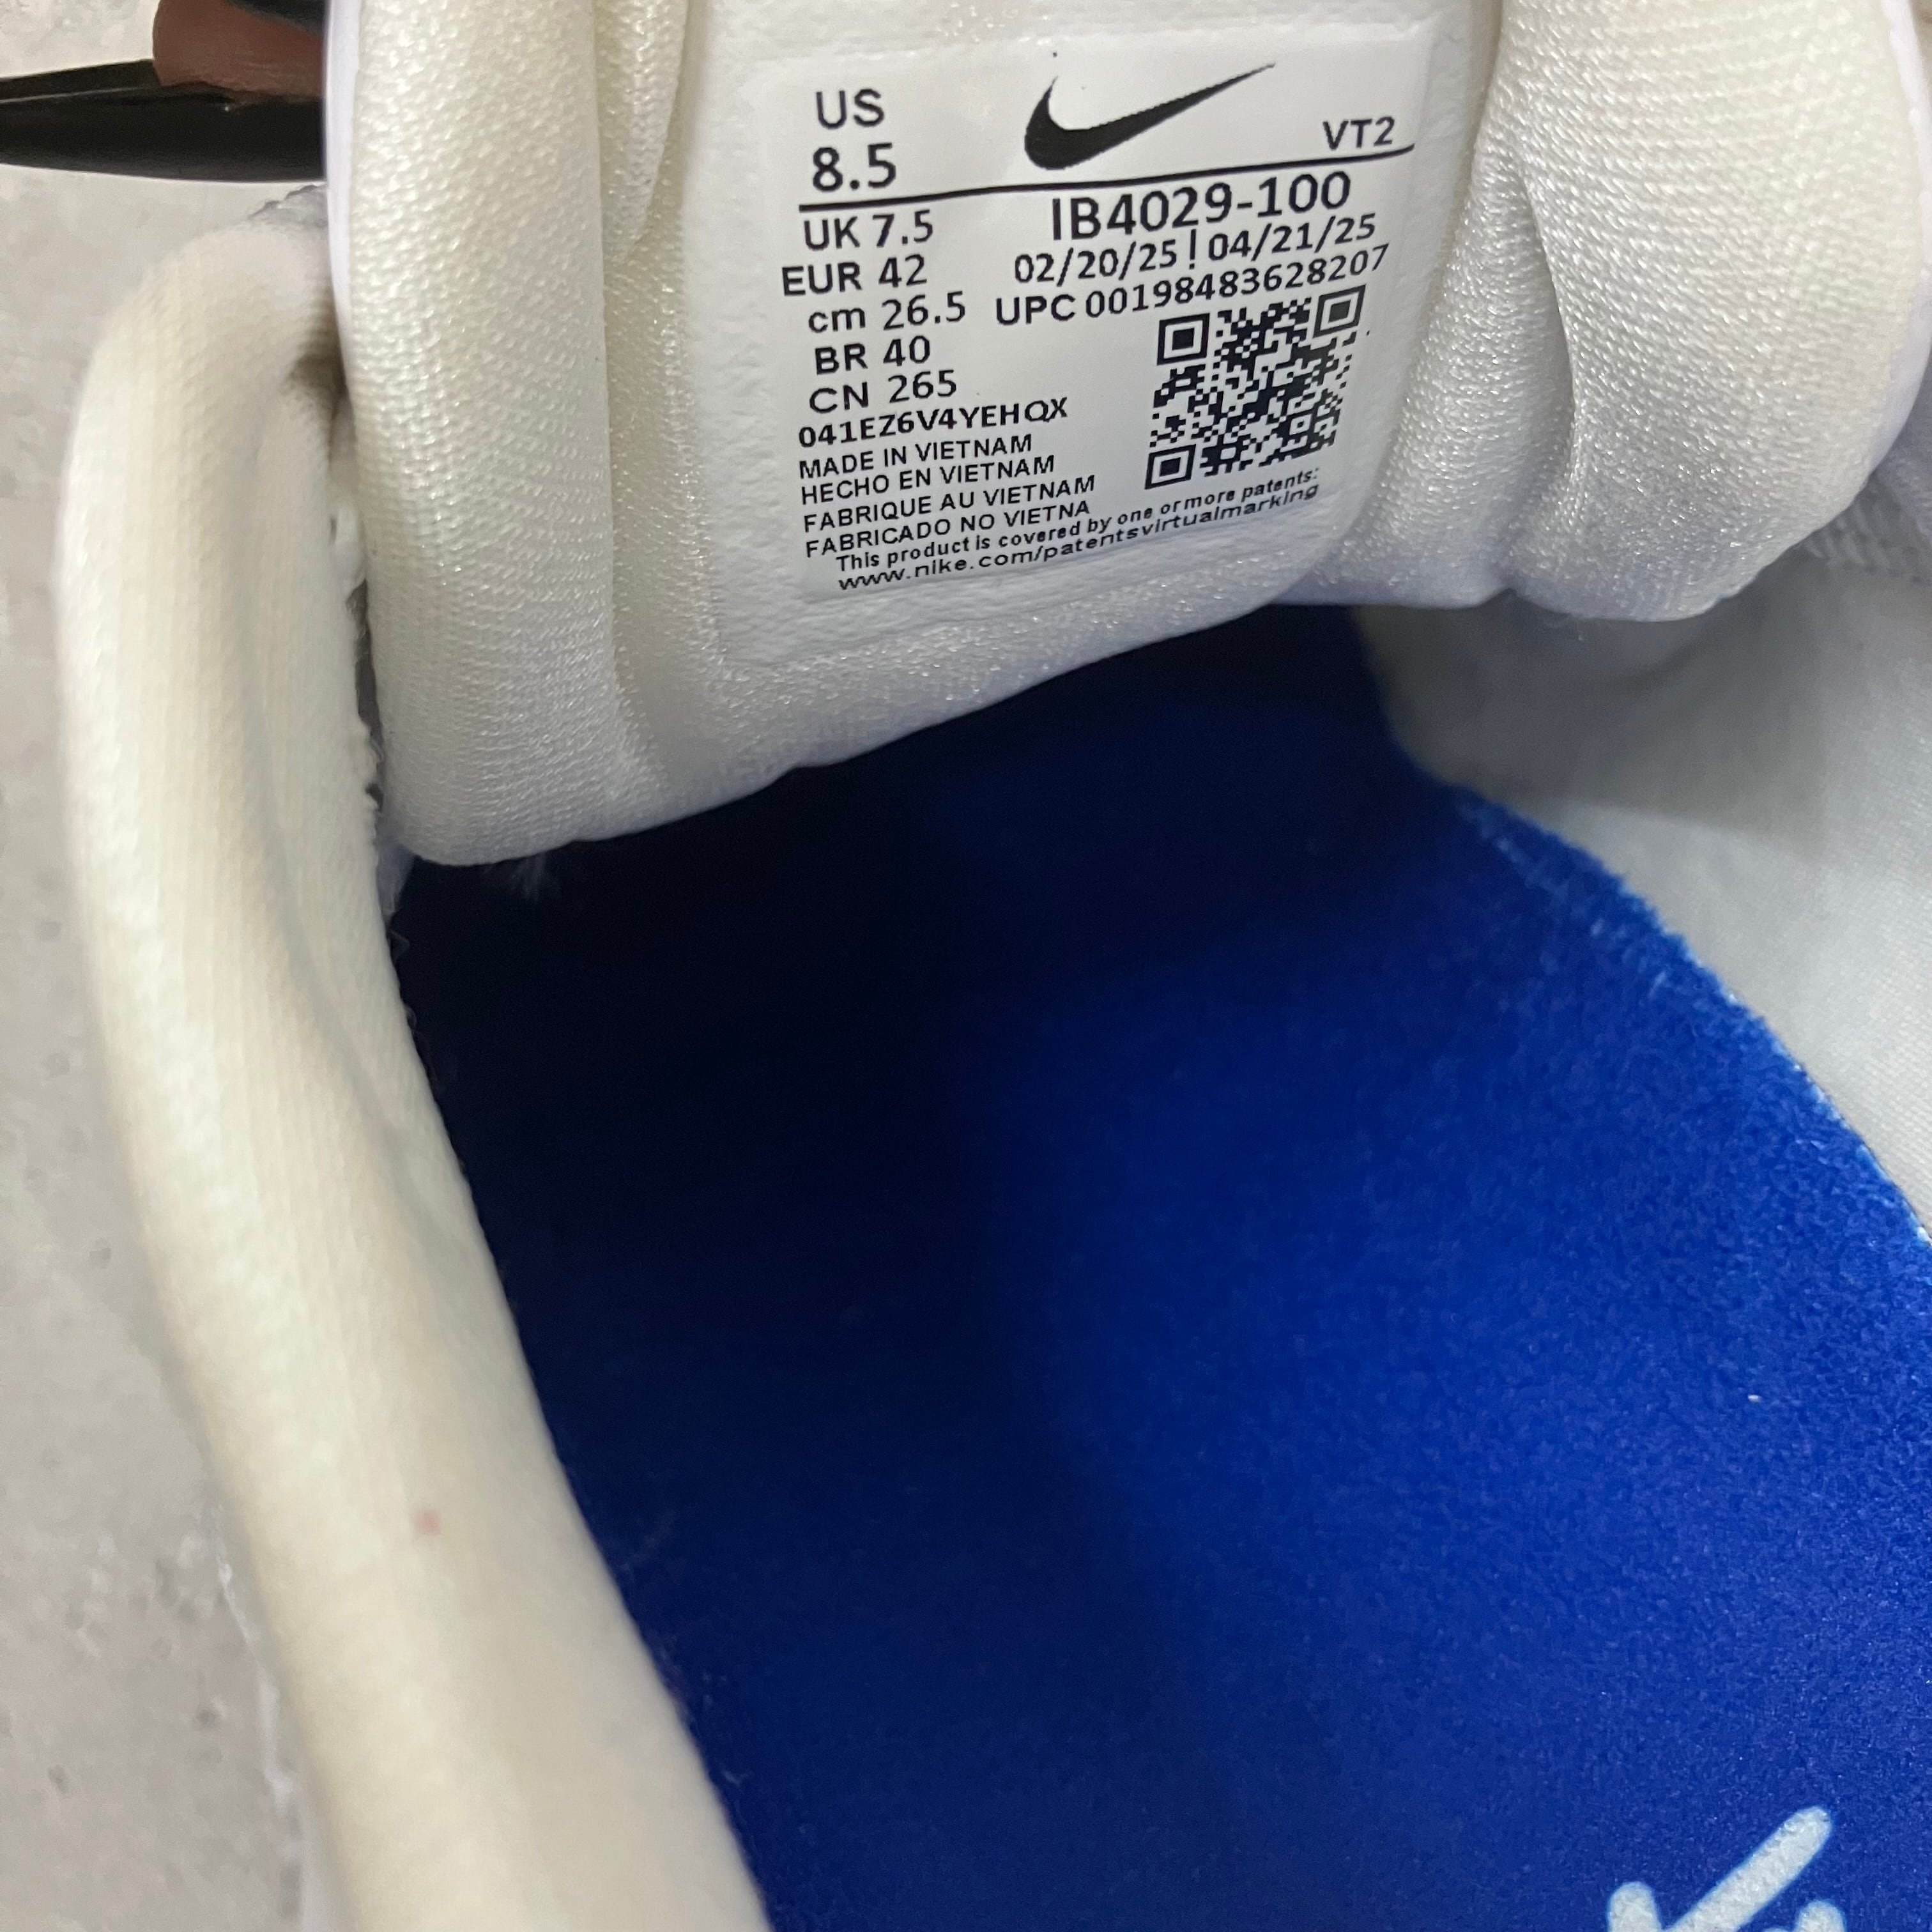 US
8.5
VT2
UK 7.5
EUR 42
cm 26.5
BR 40
CN 265
IB4029-100
02/20/25 ! 04/21/25
UPC 00198483628207
041EZ6V4YEHQX
MADE IN VIETNAM
HECHO EN VIETNAM
FABRIQUE AU VIETNAM
FABRICADO NO VIETNA
This product is covered by one or more patents:
www.nike.com/patentsvirtualmarking